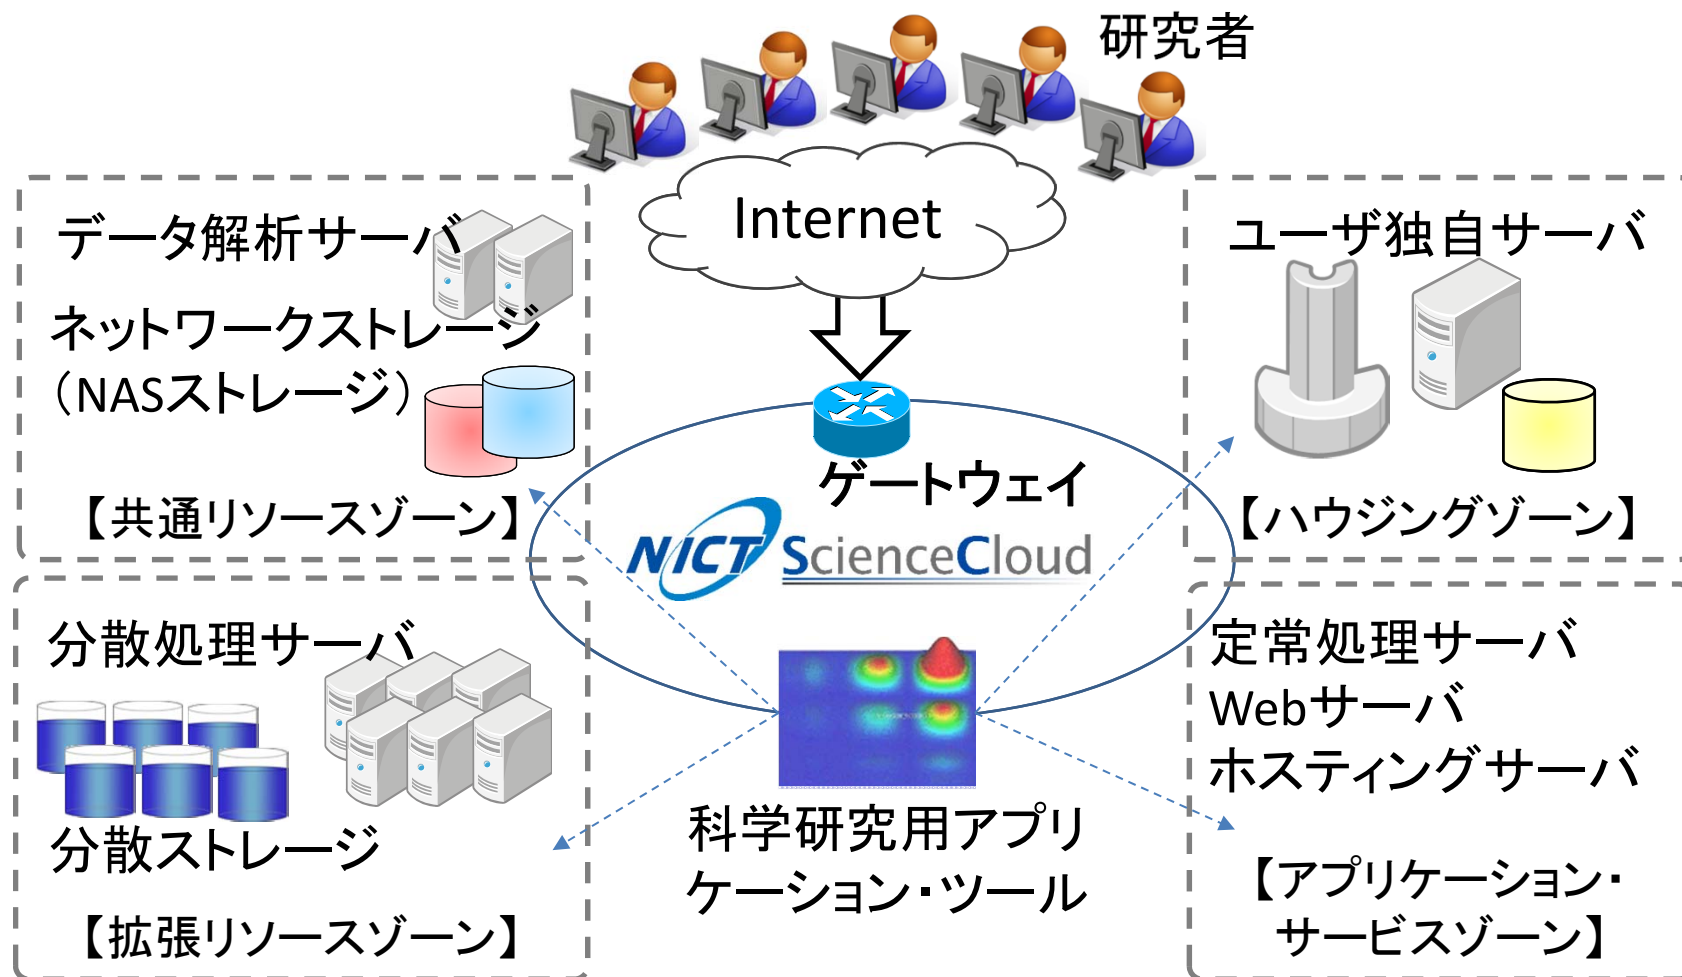 研究者
Internet
データ解析サーバ
ネットワークストレージ
（NASストレージ）
【共通リソースゾーン】
ユーザ独自サーバ
【ハウジングゾーン】
ゲートウェイ
NICT ScienceCloud
分散処理サーバ
分散ストレージ
【拡張リソースゾーン】
科学研究用アプリ
ケーション・ツール
定常処理サーバ
Webサーバ
ホスティングサーバ
【アプリケーション・
サービスゾーン】